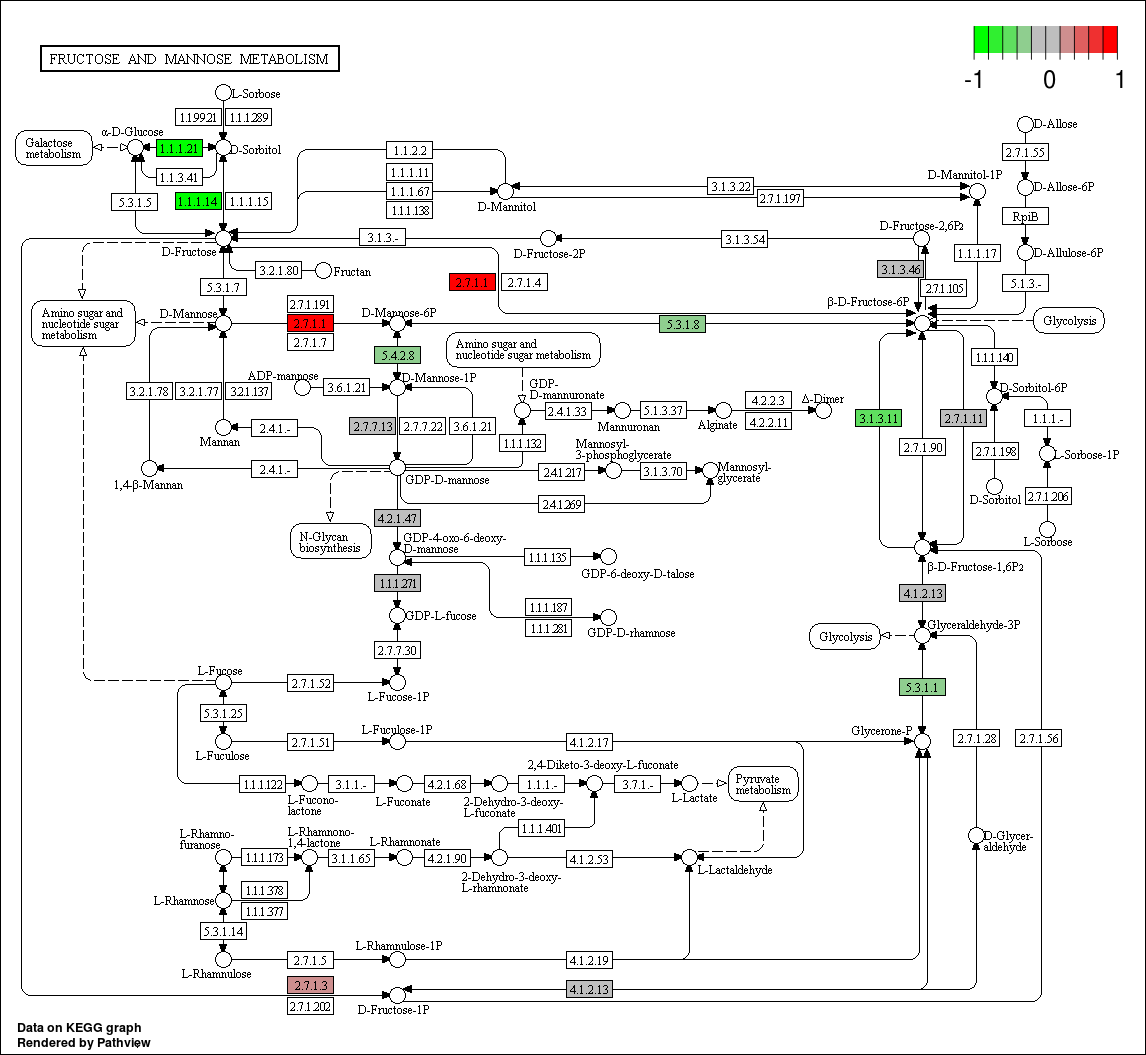 FRUCTOSE AND MANNOSE METABOLISM
-1 0 1
L-Sorbose
1.1.99.21 1.1.1.289
α-D-Glucose
Galactose
metabolism
1.1.1.21
D-Sorbitol
1.1.3.41
5.3.1.5
1.1.1.14
1.1.1.15
1.1.2.2
1.1.1.11
1.1.1.67
1.1.1.138
D-Mannitol
3.1.3.22
2.7.1.197
D-Mannitol-1P
D-Allose
2.7.1.55
D-Allose-6P
RpiB
D-Allulose-6P
5.1.3.-
1.1.1.17
D-Fructose
3.1.3.-
D-Fructose-2P
3.1.3.54
D-Fructose-2,6P2
3.1.3.46
2.7.1.105
β-D-Fructose-6P
Glycolysis
3.2.1.80
Fructan
5.3.1.7
2.7.1.1
2.7.1.4
Amino sugar and
nucleotide sugar
metabolism
D-Mannose
2.7.1.191
2.7.1.1
2.7.1.7
D-Mannose-6P
5.3.1.8
5.4.2.8
Amino sugar and
nucleotide sugar metabolism
ADP-mannose
3.6.1.21
D-Mannose-1P
3.2.1.78
3.2.1.77
3.2.1.137
GDP-
D-mannuronate
2.4.1.33
Mannuronan
5.1.3.37
Alginate
4.2.2.3
4.2.2.11
Δ-Dimer
Mannan
2.4.1.-
2.7.7.13
2.7.7.22
3.6.1.21
1.1.1.132
Mannosyl-
3-phosphoglycerate
2.4.1.217
3.1.3.70
Mannosyl-
glycerate
2.4.1.269
1,4-β-Mannan
2.4.1.-
GDP-D-mannose
3.1.3.11
2.7.1.11
2.7.1.90
1.1.1.140
D-Sorbitol-6P
1.1.1.-
2.7.1.198
L-Sorbose-1P
D-Sorbitol
2.7.1.206
L-Sorbose
N-Glycan
biosynthesis
4.2.1.47
GDP-4-oxo-6-deoxy-
D-mannose
1.1.1.135
GDP-6-deoxy-D-talose
1.1.1.271
GDP-L-fucose
1.1.1.187
1.1.1.281
GDP-D-rhamnose
2.7.7.30
β-D-Fructose-1,6P2
4.1.2.13
Glyceraldehyde-3P
Glycolysis
5.3.1.1
Glycerone-P
L-Fucose
2.7.1.52
L-Fucose-1P
5.3.1.25
L-Fuculose
2.7.1.51
L-Fuculose-1P
4.1.2.17
2.7.1.28
2.7.1.56
1.1.1.122
L-Fucono-
lactone
3.1.1.-
L-Fuconate
4.2.1.68
2-Dehydro-3-deoxy-
L-fuconate
1.1.1.-
2,4-Diketo-3-deoxy-L-fuconate
3.7.1.-
L-Lactate
Pyruvate
metabolism
1.1.1.401
L-Rhamno-
furanose
1.1.1.173
L-Rhamnono-
1,4-lactone
3.1.1.65
L-Rhamnonate
4.2.1.90
2-Dehydro-3-deoxy-
L-rhamnonate
4.1.2.53
L-Lactaldehyde
D-Glycer-
aldehyde
L-Rhamnose
1.1.1.378
1.1.1.377
5.3.1.14
L-Rhamnulose
2.7.1.5
L-Rhamnulose-1P
4.1.2.19
2.7.1.3
2.7.1.202
D-Fructose-1P
4.1.2.13
Data on KEGG graph
Rendered by Pathview